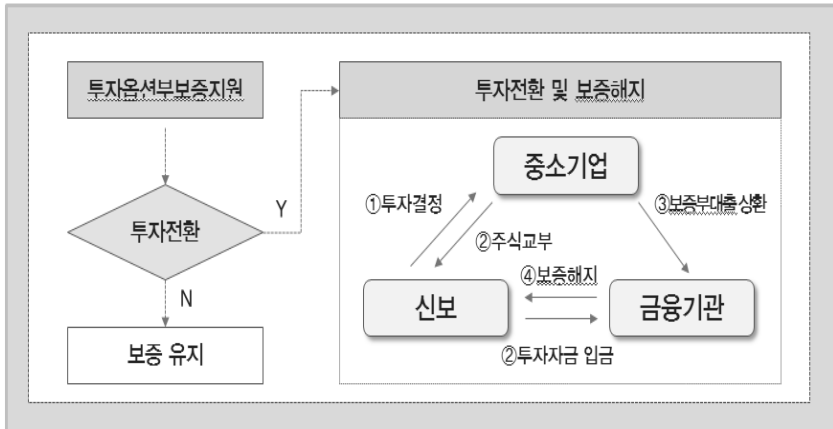 투자옵션부보증지원
투자전환
Y
N
보증 유지
투자전환 및 보증해지
중소기업
①투자결정
②주식교부
③보증부대출 상환
④보증해지
신보
금융기관
②투자자금 입금